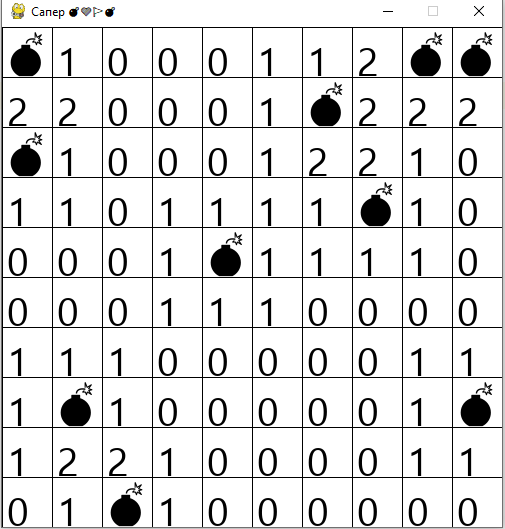 Сапер 💣💗🏳💣
💣 1 0 0 0 1 1 2 💣 💣
2 2 0 0 0 1 💣 2 2 2
💣 1 0 0 0 1 2 2 1 0
1 1 0 1 1 1 1 💣 1 0
0 0 0 1 💣 1 1 1 1 0
0 0 0 1 1 1 0 0 0 0
1 1 1 0 0 0 0 0 1 1
1 💣 1 0 0 0 0 0 1 💣
1 2 2 1 0 0 0 0 1 1
0 1 💣 1 0 0 0 0 0 0